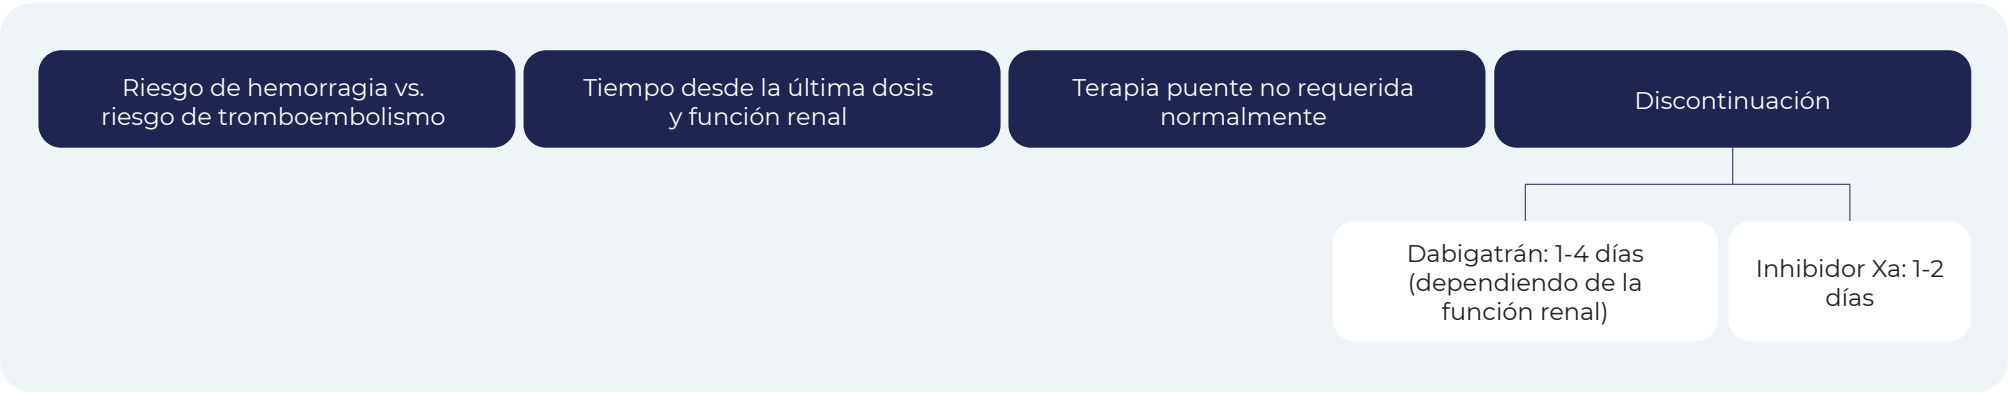 Riesgo de hemorragia vs.
riesgo de tromboembolismo
Tiempo desde la última dosis
y función renal
Terapia puente no requerida
normalmente
Discontinuación
Dabigatrán: 1-4 días
(dependiendo de la
función renal)
Inhibidor Xa: 1-2
días